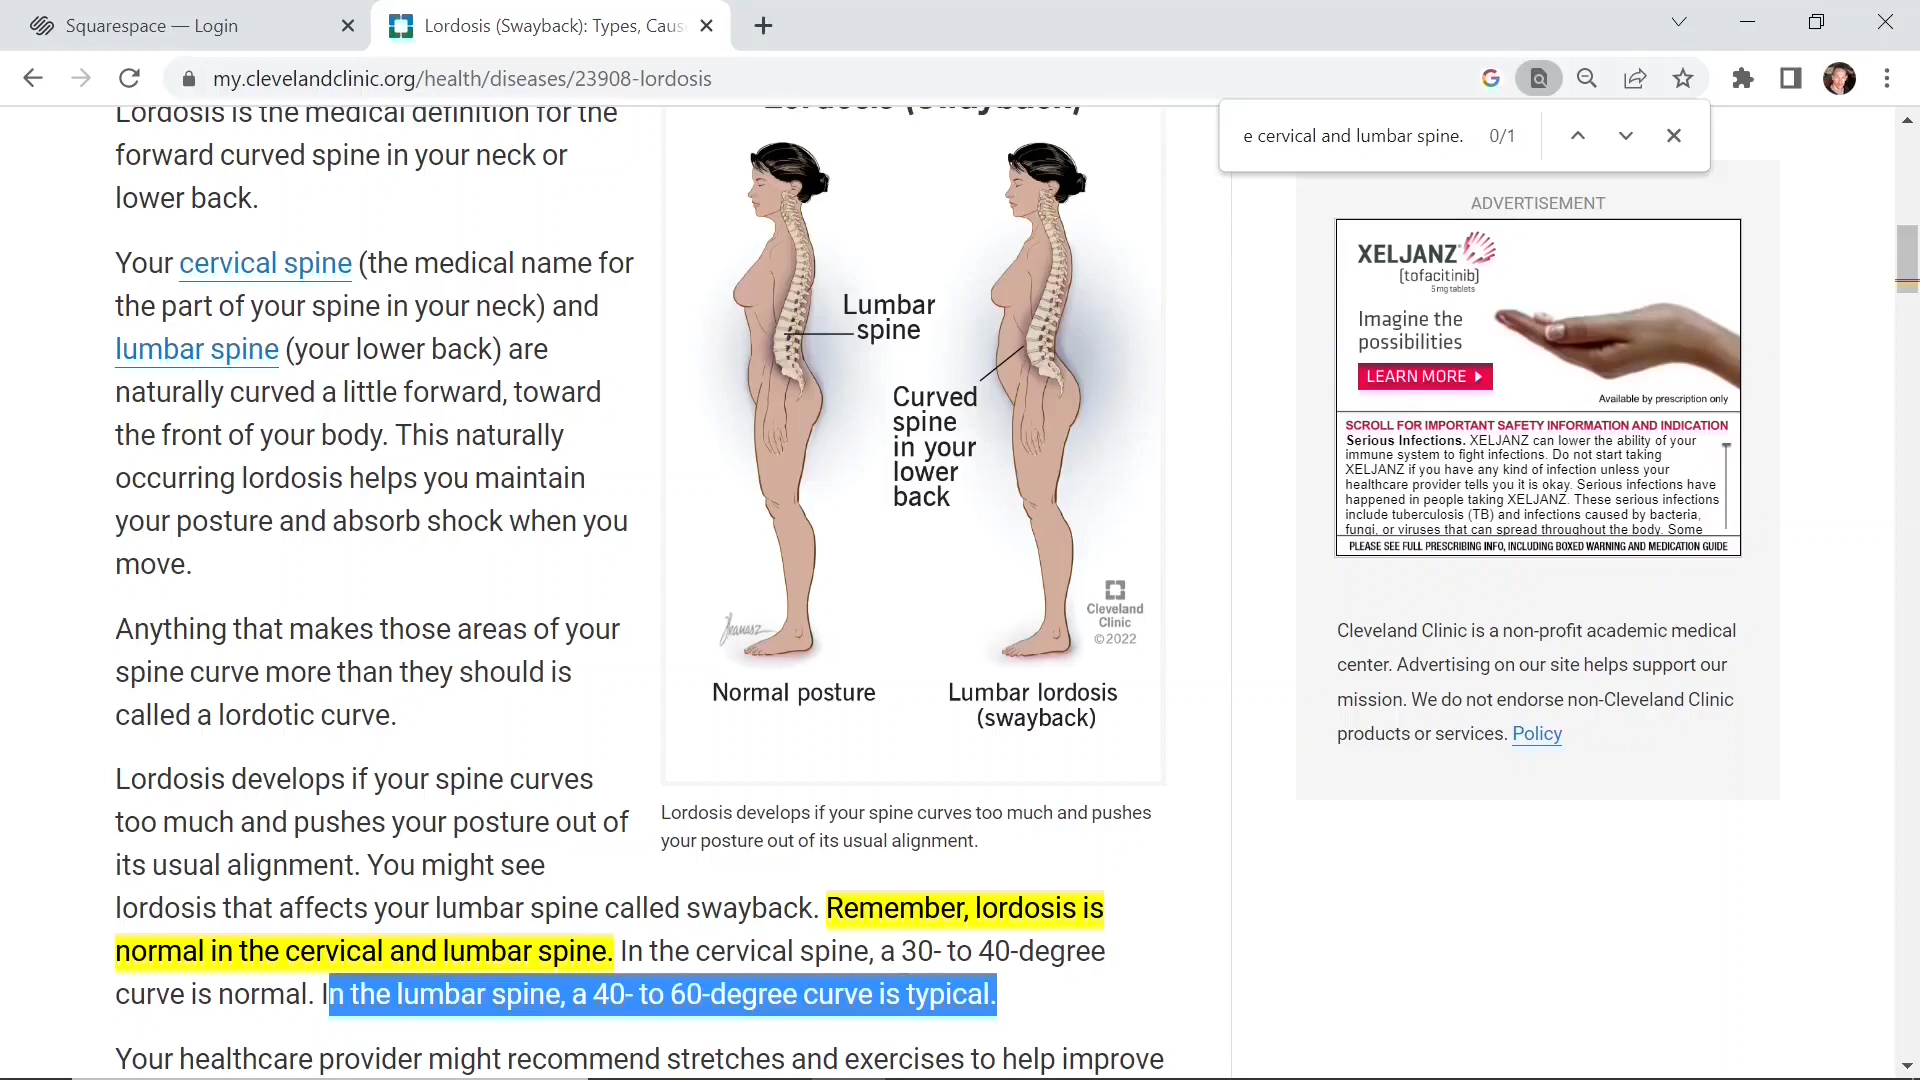 Squarespace — Login
Lordosis (Swayback): Types, Caus
my.clevelandclinic.org/health/diseases/23908-lordosis
e cervical and lumbar spine. 0/1
Lordosis is the medical definition for the
forward curved spine in your neck or
lower back.
Your cervical spine (the medical name for
the part of your spine in your neck) and
lumbar spine (your lower back) are
naturally curved a little forward, toward
the front of your body. This naturally
occurring lordosis helps you maintain
your posture and absorb shock when you
move.
Anything that makes those areas of your
spine curve more than they should is
called a lordotic curve.
Lordosis develops if your spine curves
too much and pushes your posture out of
its usual alignment. You might see
lordosis that affects your lumbar spine called swayback. Remember, lordosis is
normal in the cervical and lumbar spine. In the cervical spine, a 30- to 40-degree
curve is normal. In the lumbar spine, a 40- to 60-degree curve is typical.
Your healthcare provider might recommend stretches and exercises to help improve
Lordosis (Swayback)
Lumbar
spine
Curved
spine
in your
lower
back
Cleveland
Clinic
©2022
Normal posture
Lumbar lordosis
(swayback)
Lordosis develops if your spine curves too much and pushes
your posture out of its usual alignment.
ADVERTISEMENT
XELJANZ
(tofacitinib)
5 mg tablets
Imagine the
possibilities
LEARN MORE
Available by prescription only
SCROLL FOR IMPORTANT SAFETY INFORMATION AND INDICATION
Serious Infections. XELJANZ can lower the ability of your
immune system to fight infections. Do not start taking
XELJANZ if you have any kind of infection unless your
healthcare provider tells you it is okay. Serious infections have
happened in people taking XELJANZ. These serious infections
include tuberculosis (TB) and infections caused by bacteria,
fungi, or viruses that can spread throughout the body. Some
PLEASE SEE FULL PRESCRIBING INFO, INCLUDING BOXED WARNING AND MEDICATION GUIDE
Cleveland Clinic is a non-profit academic medical
center. Advertising on our site helps support our
mission. We do not endorse non-Cleveland Clinic
products or services. Policy